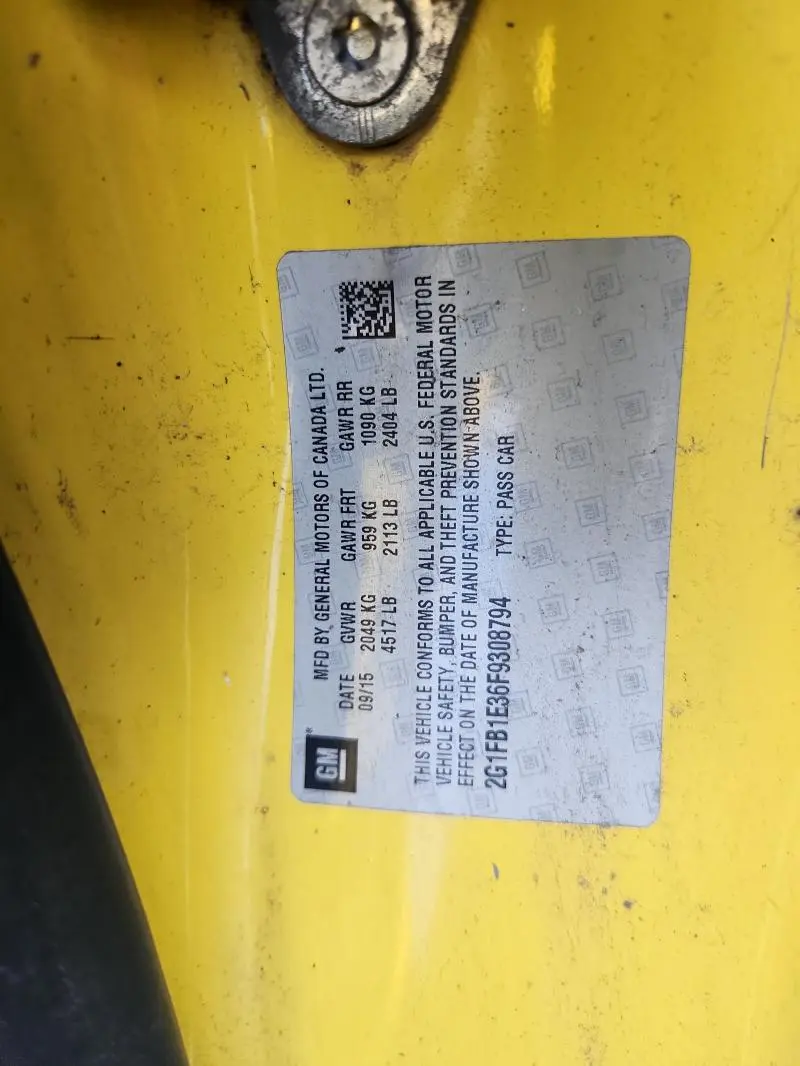 GM
MFD BY GENERAL MOTORS OF CANADA LTD.
DATE GVWR GAWR FRT GAWR RR
09/15 2049 KG 959 KG 1090 KG
4517 LB 2113 LB 2404 LB
THIS VEHICLE CONFORMS TO ALL APPLICABLE U.S. FEDERAL MOTOR
VEHICLE SAFETY, BUMPER, AND THEFT PREVENTION STANDARDS IN
EFFECT ON THE DATE OF MANUFACTURE SHOWN ABOVE.
2G1FB1E36F9308794 TYPE: PASS CAR